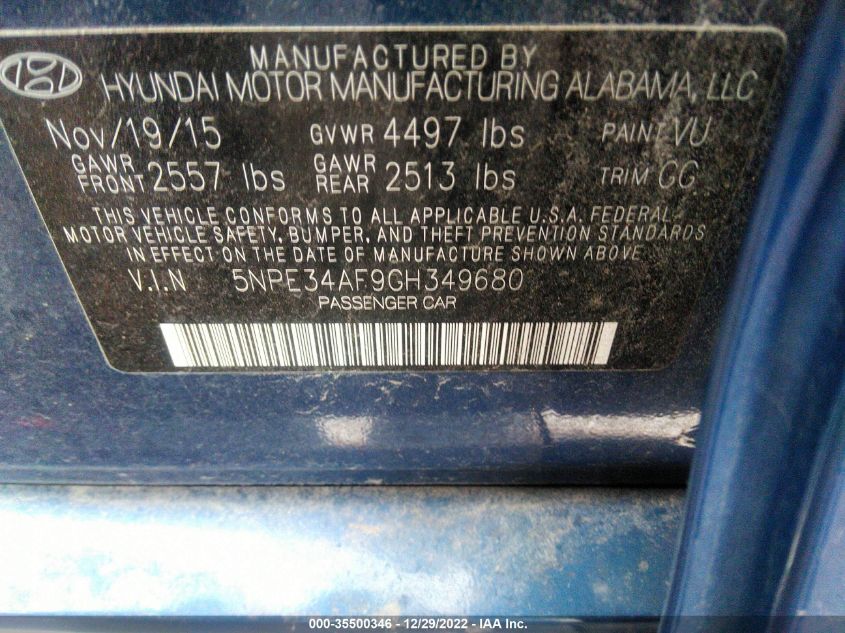 MANUFACTURED BY
HYUNDAI MOTOR MANUFACTURING ALABAMA, LLC
Nov/19/15 GVWR 4497 lbs PAINT VU
GAWR FRONT 2557 lbs GAWR REAR 2513 lbs TRIM CG
THIS VEHICLE CONFORMS TO ALL APPLICABLE U.S.A. FEDERAL
MOTOR VEHICLE SAFETY, BUMPER, AND THEFT PREVENTION STANDARDS
IN EFFECT ON THE DATE OF MANUFACTURE SHOWN ABOVE
V.I.N 5NPE34AF9GH349680
PASSENGER CAR
000-35500346 - 12/29/2022 - IAA Inc.